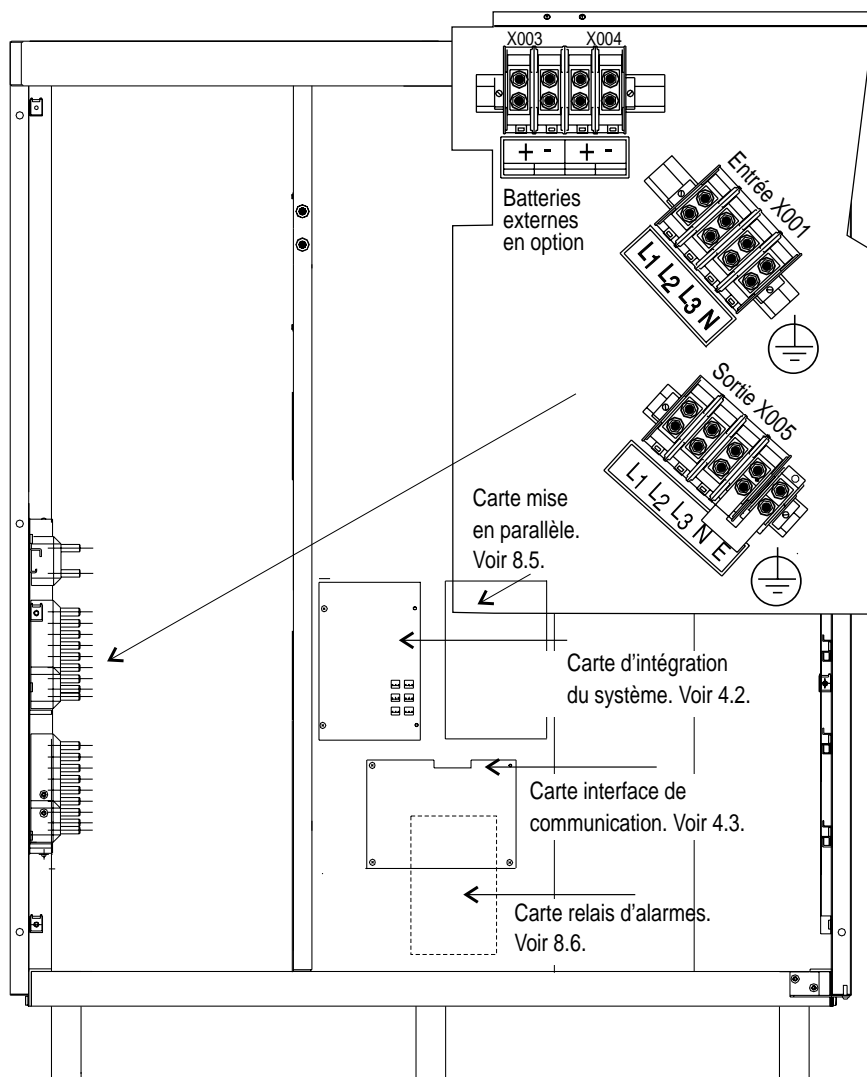 X003 X004
+ - + -
Batteries
externes
en option
Entrée X001
L1 L2 L3 N
Sortie X005
L1 L2 L3 N E
Carte mise
en parallèle.
Voir 8.5.
Carte d'intégration
du système. Voir 4.2.
Carte interface de
communication. Voir 4.3.
Carte relais d'alarmes.
Voir 8.6.